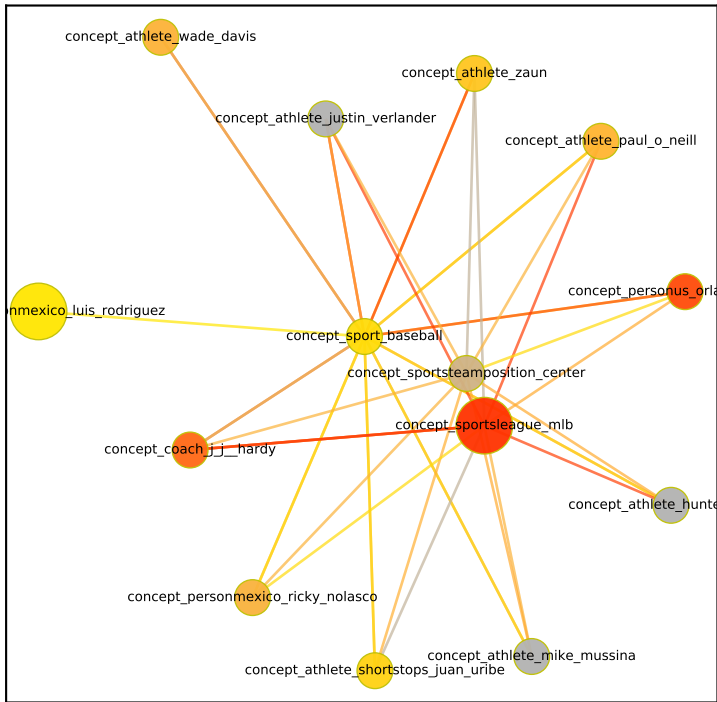 concept_athlete_wade_davis
concept_athlete_zaun
concept_athlete_justin_verlander
concept_athlete_paul_o_neill
concept_personus_orla
onmexico_luis_rodriguez
concept_sport_baseball
concept_sportsteamposition_center
concept_sportsleague_mlb
concept_coach_j_j__hardy
concept_athlete_hunte
concept_personmexico_ricky_nolasco
concept_athlete_mike_mussina
concept_athlete_shortstops_juan_uribe